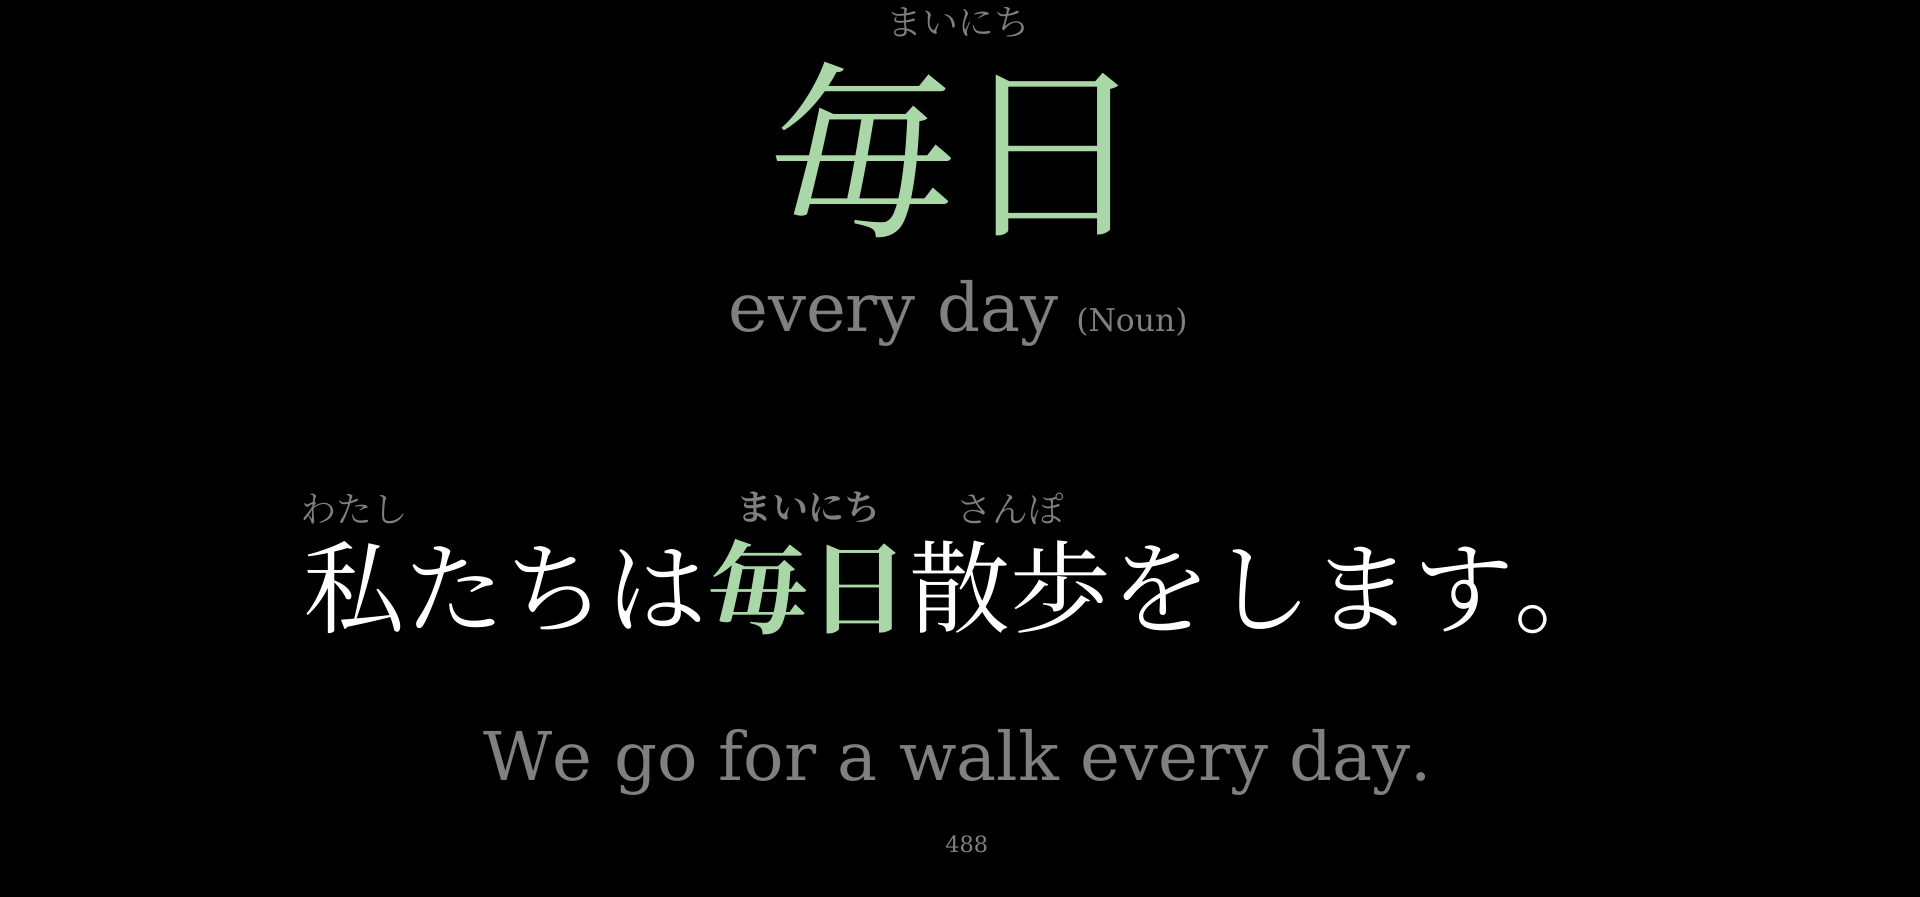 まいにち
毎日
every day (Noun)
わたし まいにち さんぽ
私たちは毎日散歩をします。
We go for a walk every day.
488